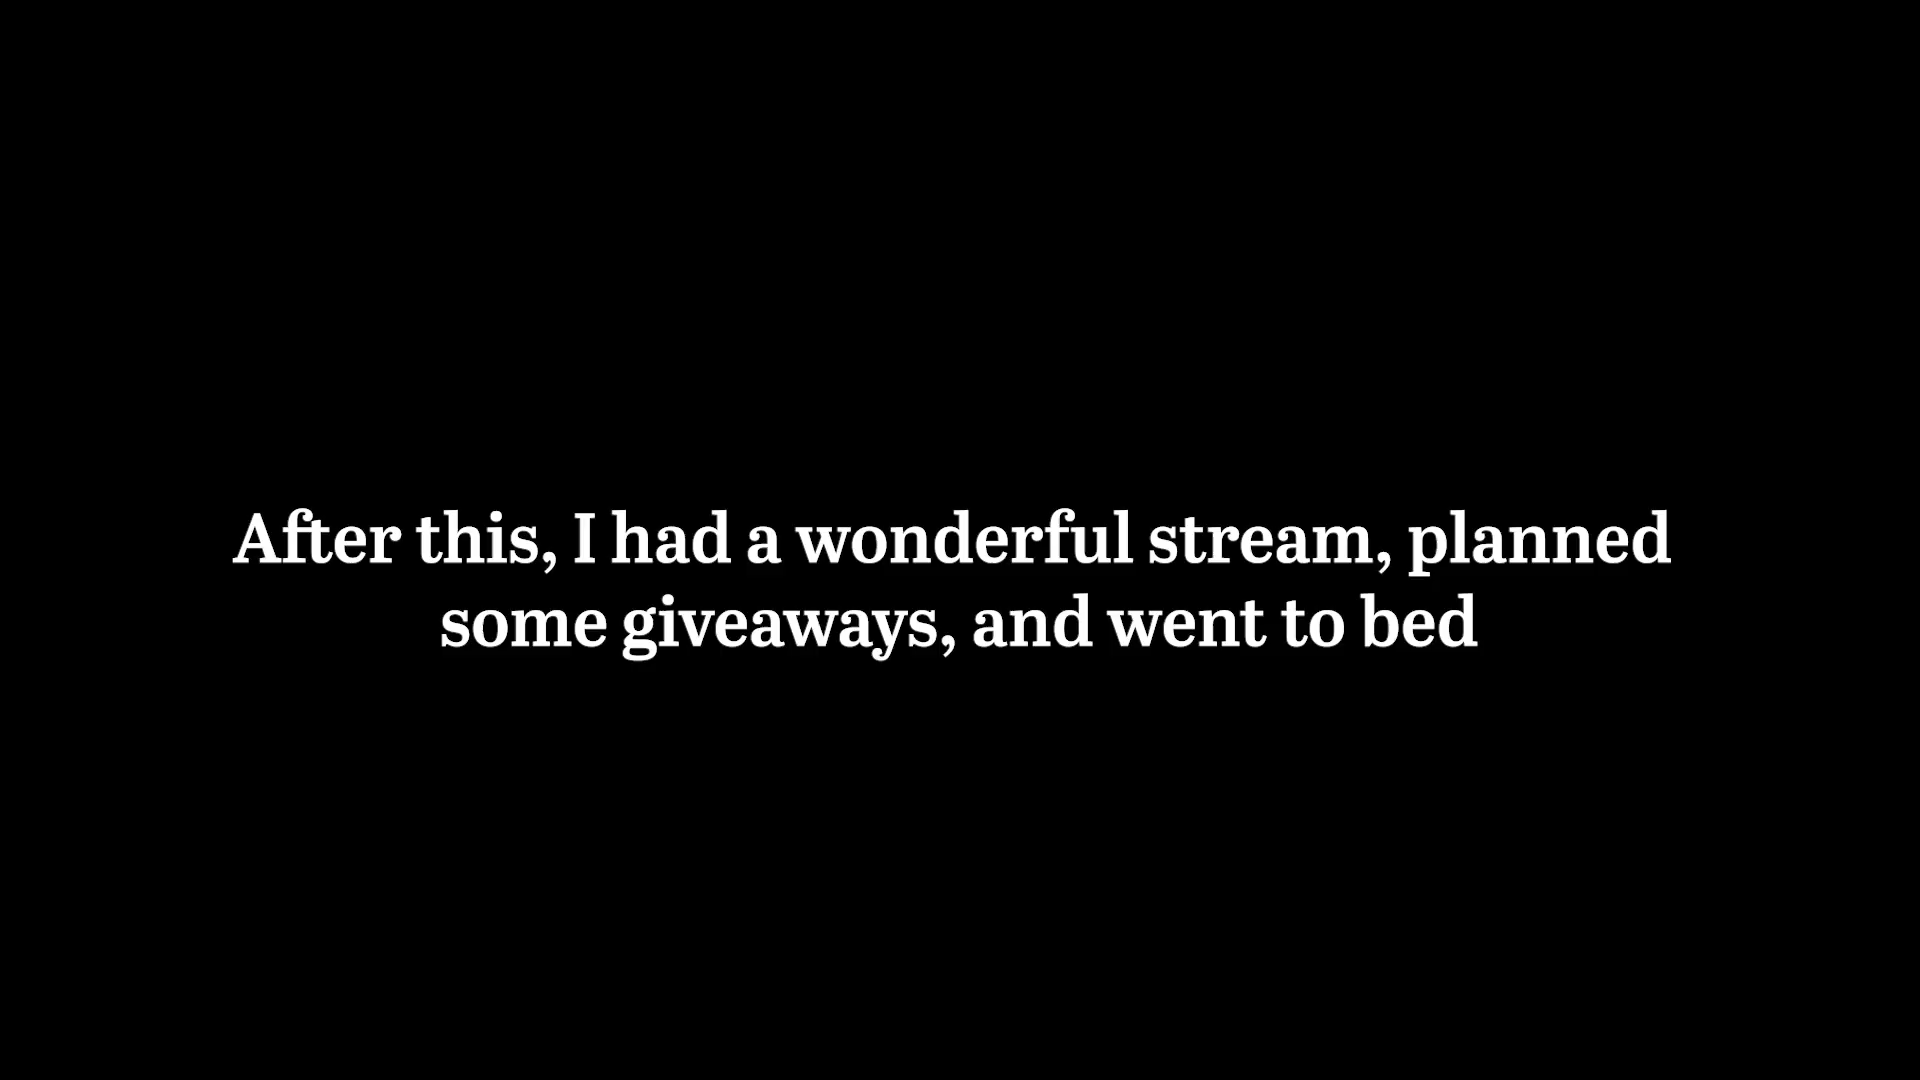 After this, I had a wonderful stream, planned
some giveaways, and went to bed